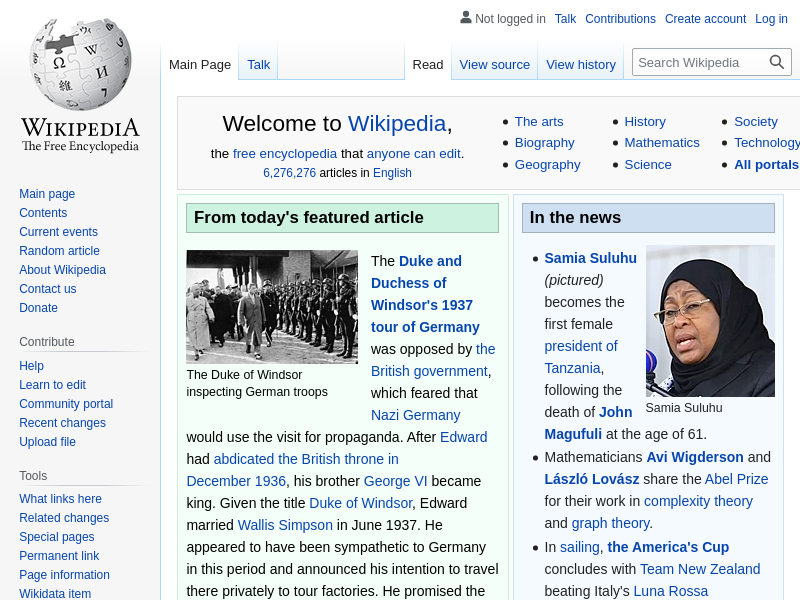 Not logged in Talk Contributions Create account Log in
Main Page Talk Read View source View history Search Wikipedia
WIKIPEDIA
The Free Encyclopedia
Main page
Contents
Current events
Random article
About Wikipedia
Contact us
Donate
Contribute
Help
Learn to edit
Community portal
Recent changes
Upload file
Tools
What links here
Related changes
Special pages
Permanent link
Page information
Wikidata item
Welcome to Wikipedia,
the free encyclopedia that anyone can edit.
6,276,276 articles in English
The arts
Biography
Geography
History
Mathematics
Science
Society
Technology
All portals
From today's featured article
The Duke of Windsor
inspecting German troops
The Duke and
Duchess of
Windsor's 1937
tour of Germany
was opposed by the
British government,
which feared that
Nazi Germany
would use the visit for propaganda. After Edward
had abdicated the British throne in
December 1936, his brother George VI became
king. Given the title Duke of Windsor, Edward
married Wallis Simpson in June 1937. He
appeared to have been sympathetic to Germany
in this period and announced his intention to travel
there privately to tour factories. He promised the
In the news
Samia Suluhu
(pictured)
becomes the
first female
president of
Tanzania,
following the
death of John
Magufuli at the age of 61.
Samia Suluhu
Mathematicians Avi Wigderson and
László Lovász share the Abel Prize
for their work in complexity theory
and graph theory.
In sailing, the America's Cup
concludes with Team New Zealand
beating Italy's Luna Rossa